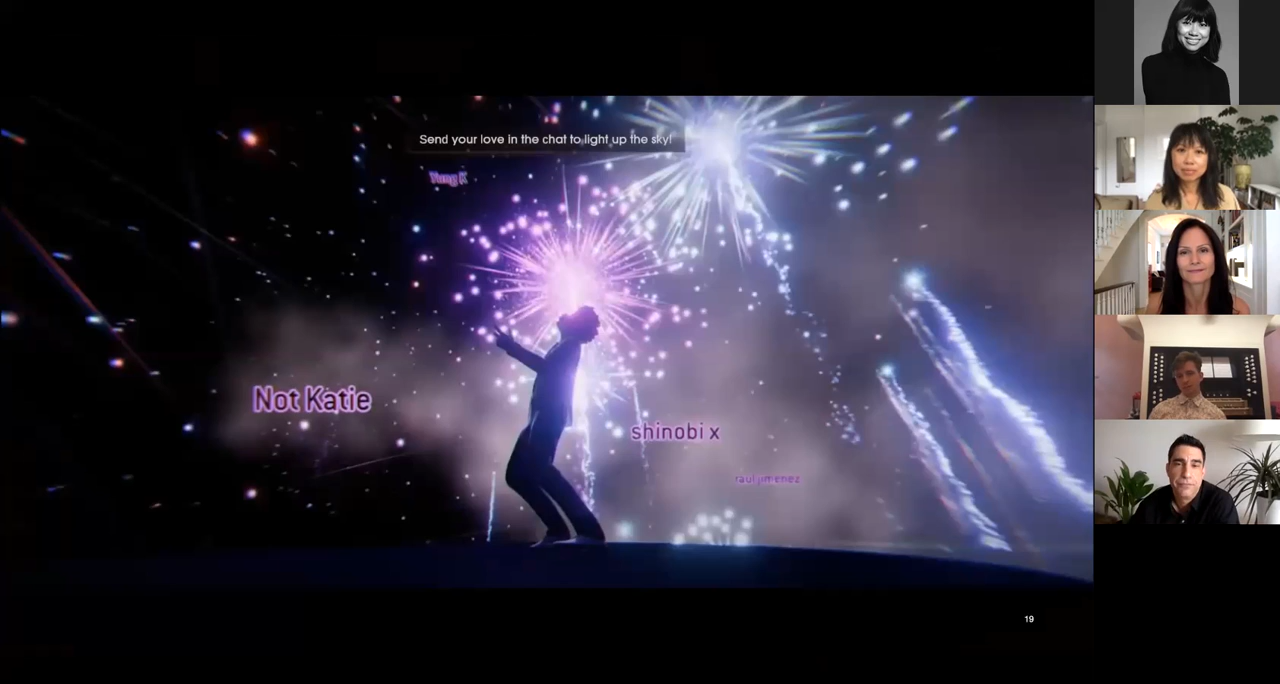 Send your love in the chat to light up the sky!
Yung K
Not Katie
shinobi x
raul jimenez
19